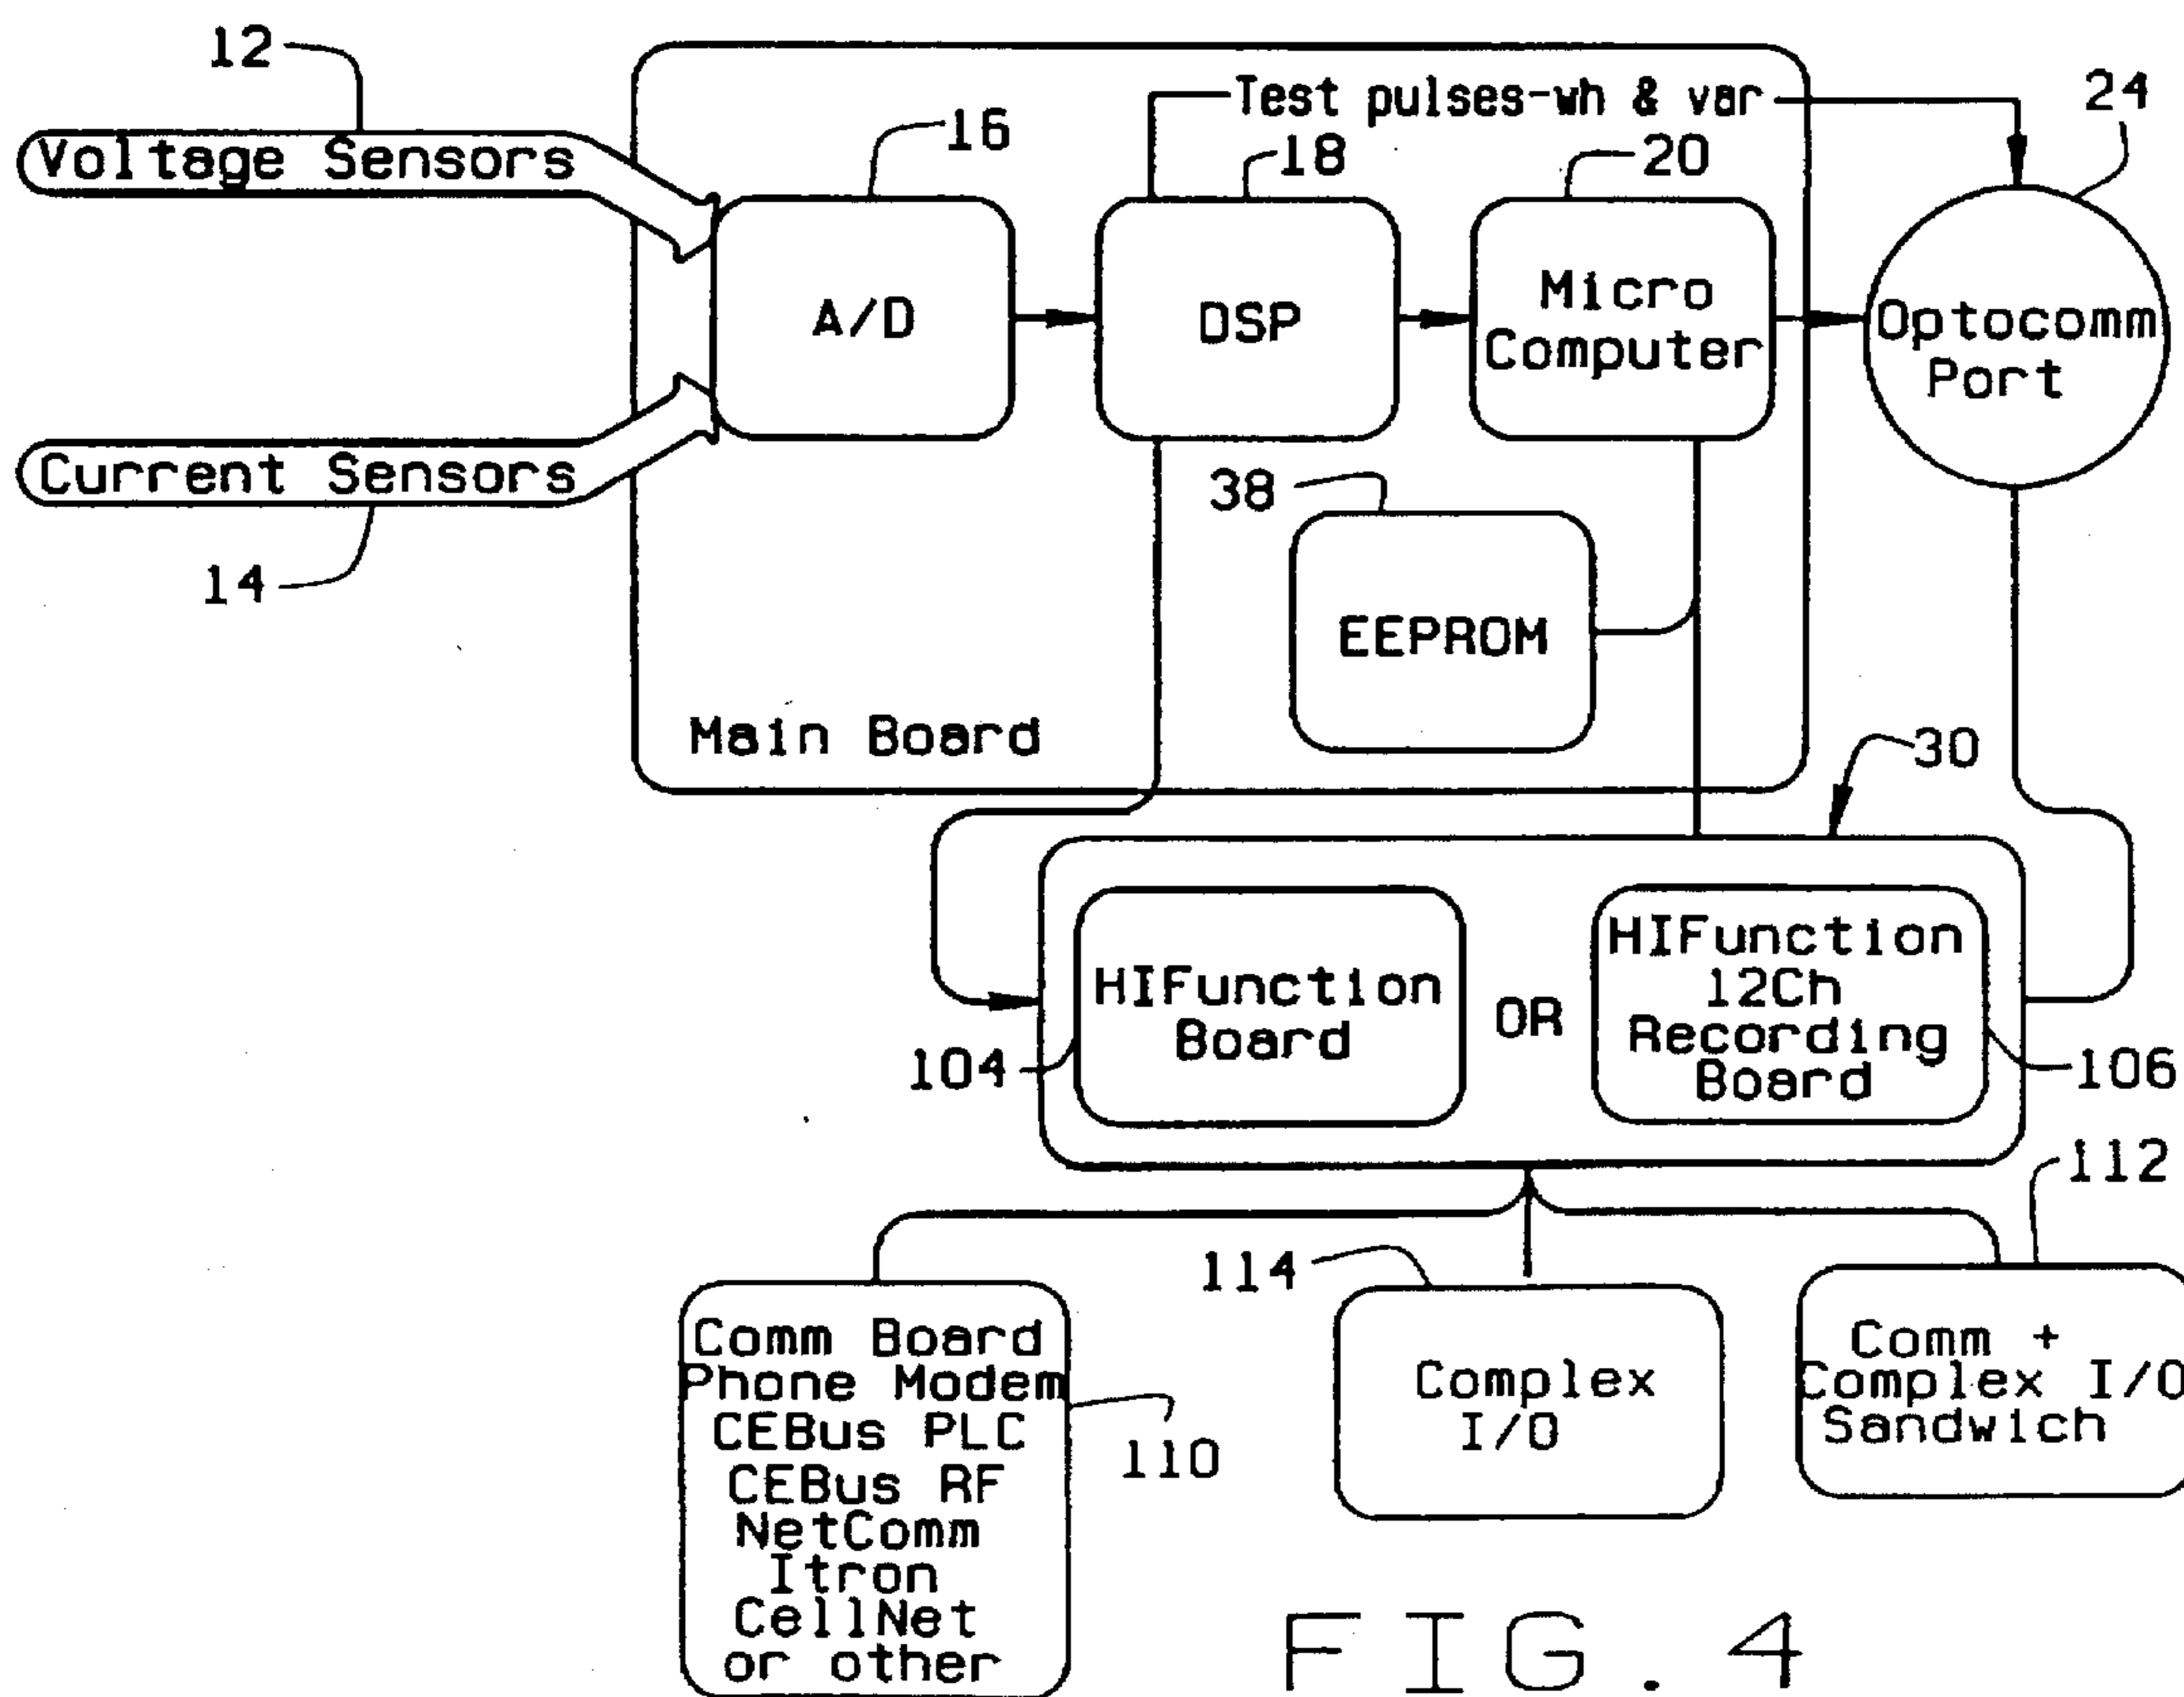 12
Test pulses-wh & var
24
16
18
20
Voltage Sensors
A/D
DSP
Micro
Computer
Optocomm
Port
Current Sensors
38
14
EEPROM
Main Board
30
HIFunction
Board
OR
HIFunction
12Ch
Recording
Board
104
106
112
114
Comm Board
Phone Modem
CEBus PLC
CEBus RF
NetComm
Itron
CellNet
or other
110
Complex
I/O
Comm +
Complex I/O
Sandwich
FIG. 4